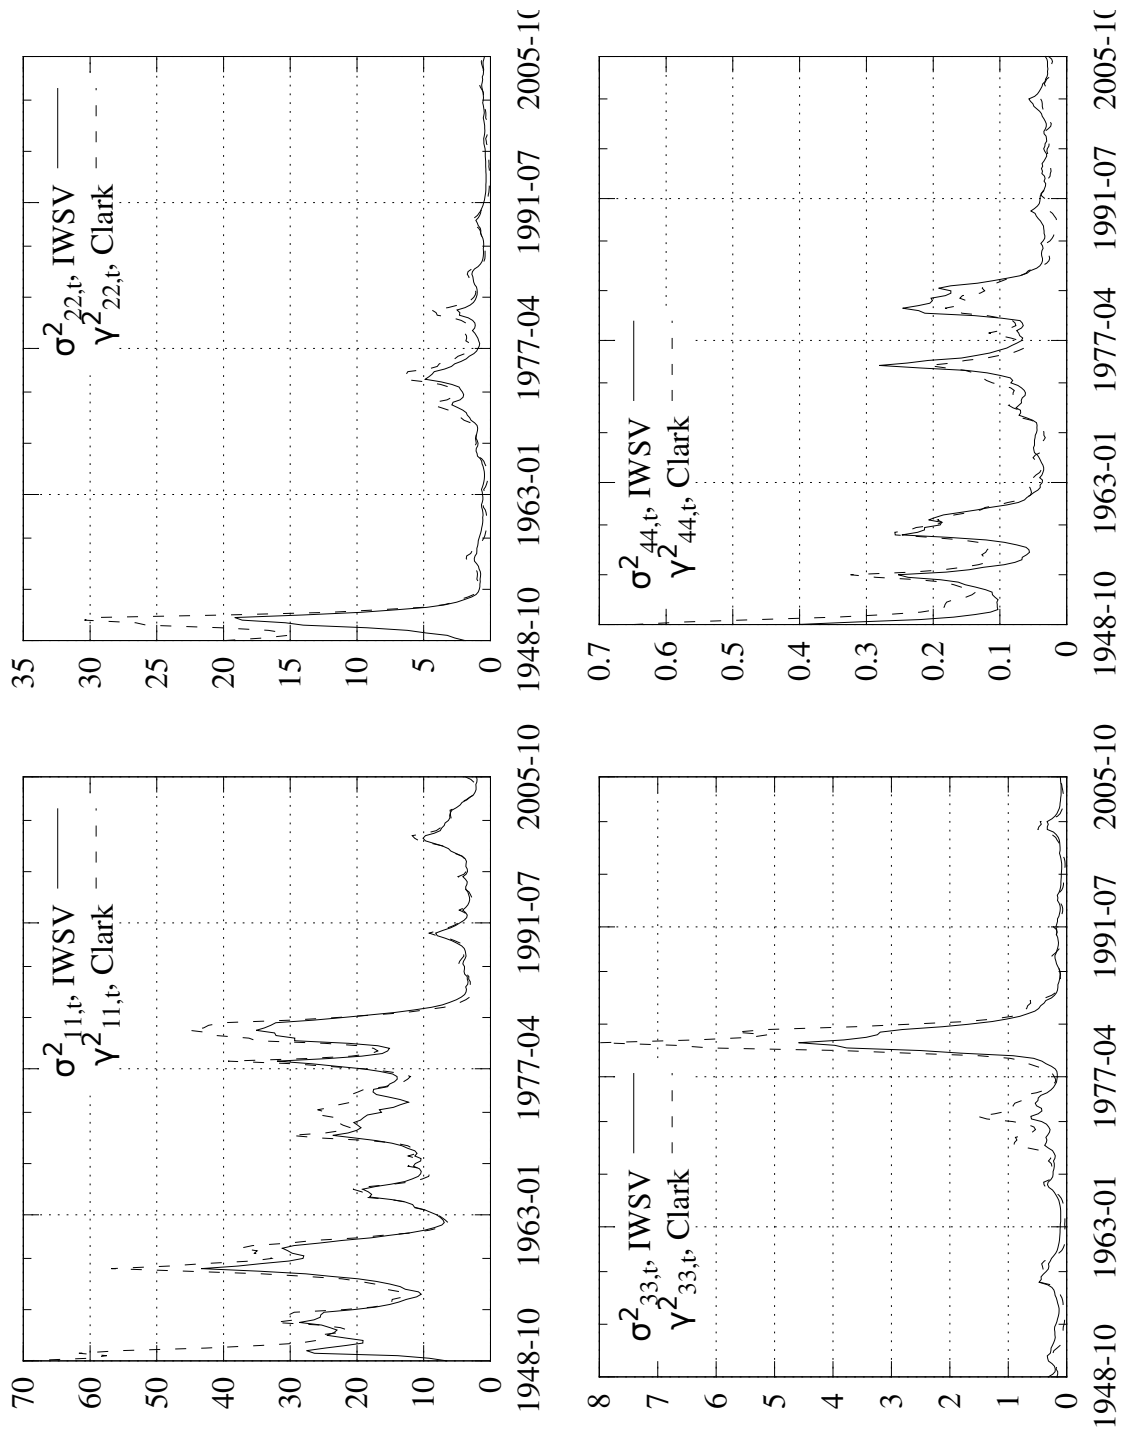 70
60
50
40
30
20
10
0
σ²11,t, IWSV
γ²11,t, Clark
1948-10 1963-01 1977-04 1991-07 2005-10
35
30
25
20
15
10
5
0
σ²22,t, IWSV
γ²22,t, Clark
1948-10 1963-01 1977-04 1991-07 2005-1
8
7
6
5
4
3
2
1
0
σ²33,t, IWSV
γ²33,t, Clark
1948-10 1963-01 1977-04 1991-07 2005-10
0.7
0.6
0.5
0.4
0.3
0.2
0.1
0
σ²44,t, IWSV
γ²44,t, Clark
1948-10 1963-01 1977-04 1991-07 2005-1